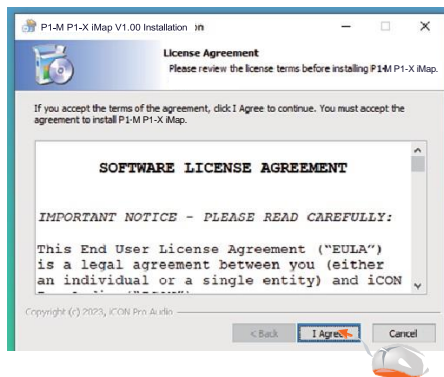 P1-M P1-X iMap V1.00 Installation on
License Agreement
Please review the license terms before installing P1-M P1-X iMap.
If you accept the terms of the agreement, click I Agree to continue. You must accept the
agreement to install P1-M P1-X iMap.
SOFTWARE LICENSE AGREEMENT
IMPORTANT NOTICE - PLEASE READ CAREFULLY:
This End User License Agreement ("EULA")
is a legal agreement between you (either
an individual or a single entity) and iCON
Copyright (c) 2023, iCON Pro Audio
< Back
I Agree
Cancel